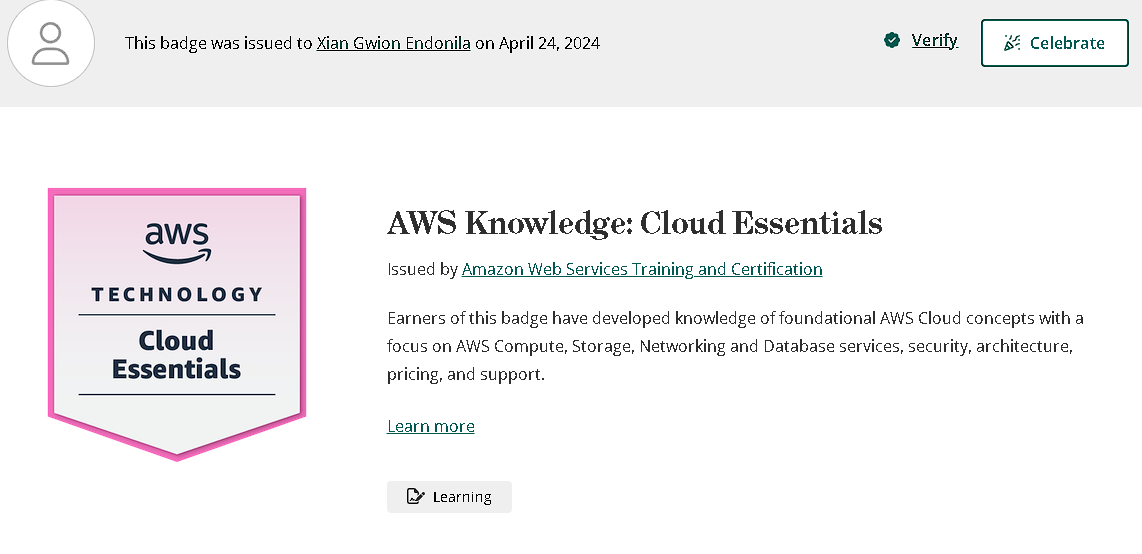 This badge was issued to Xian Gwion Endonila on April 24, 2024
Verify
Celebrate
aws
TECHNOLOGY
Cloud
Essentials
AWS Knowledge: Cloud Essentials
Issued by Amazon Web Services Training and Certification
Earners of this badge have developed knowledge of foundational AWS Cloud concepts with a
focus on AWS Compute, Storage, Networking and Database services, security, architecture,
pricing, and support.
Learn more
Learning